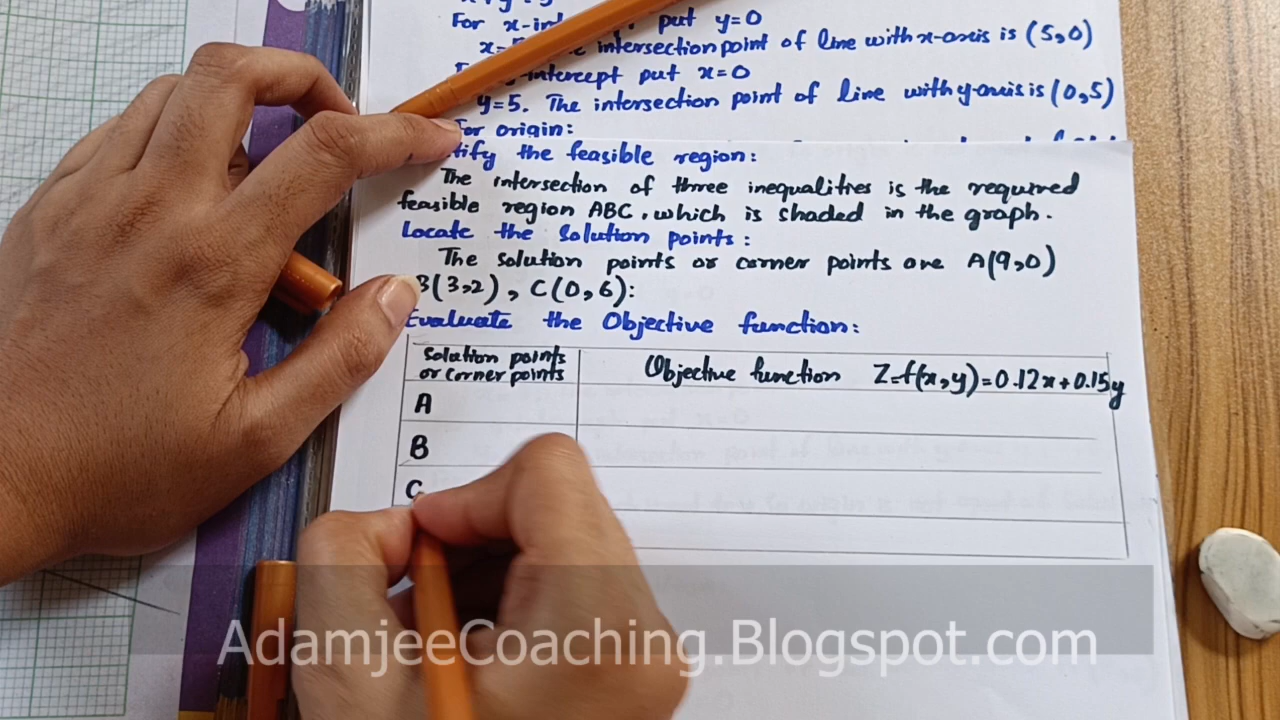 For x-in put y=0
x=5 intersection point of line with x-axis is (5,0)
intercept put x=0
y=5. The intersection point of line with y-axis is (0,5)
For origin:
tify the feasible region:
The intersection of three inequalities is the required
feasible region ABC, which is shaded in the graph.
Locate the Solution points:
The solution points or corner points are A(9,0)
B(3,2), C(0,6):
Evaluate the Objective function:
Solution points
or corner points
Objective function Z=f(x,y)=0.12x+0.15y
A
B
C
AdamjeeCoaching.Blogspot.com